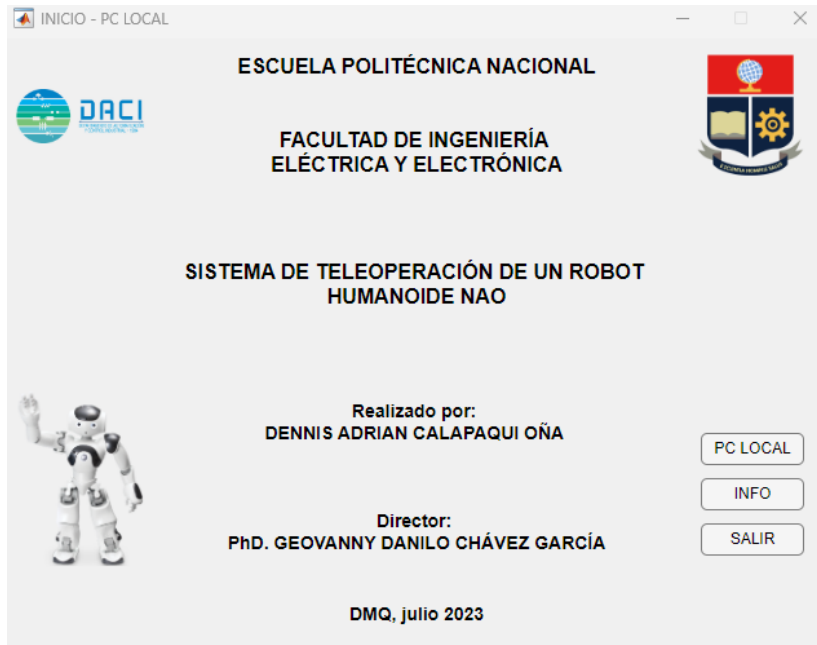 INICIO - PC LOCAL
ESCUELA POLITÉCNICA NACIONAL
DACI
FACULTAD DE INGENIERÍA
ELÉCTRICA Y ELECTRÓNICA
SISTEMA DE TELEOPERACIÓN DE UN ROBOT
HUMANOIDE NAO
Realizado por:
DENNIS ADRIAN CALAPAQUI OÑA
PC LOCAL
INFO
Director:
PhD. GEOVANNY DANILO CHÁVEZ GARCÍA
SALIR
DMQ, julio 2023